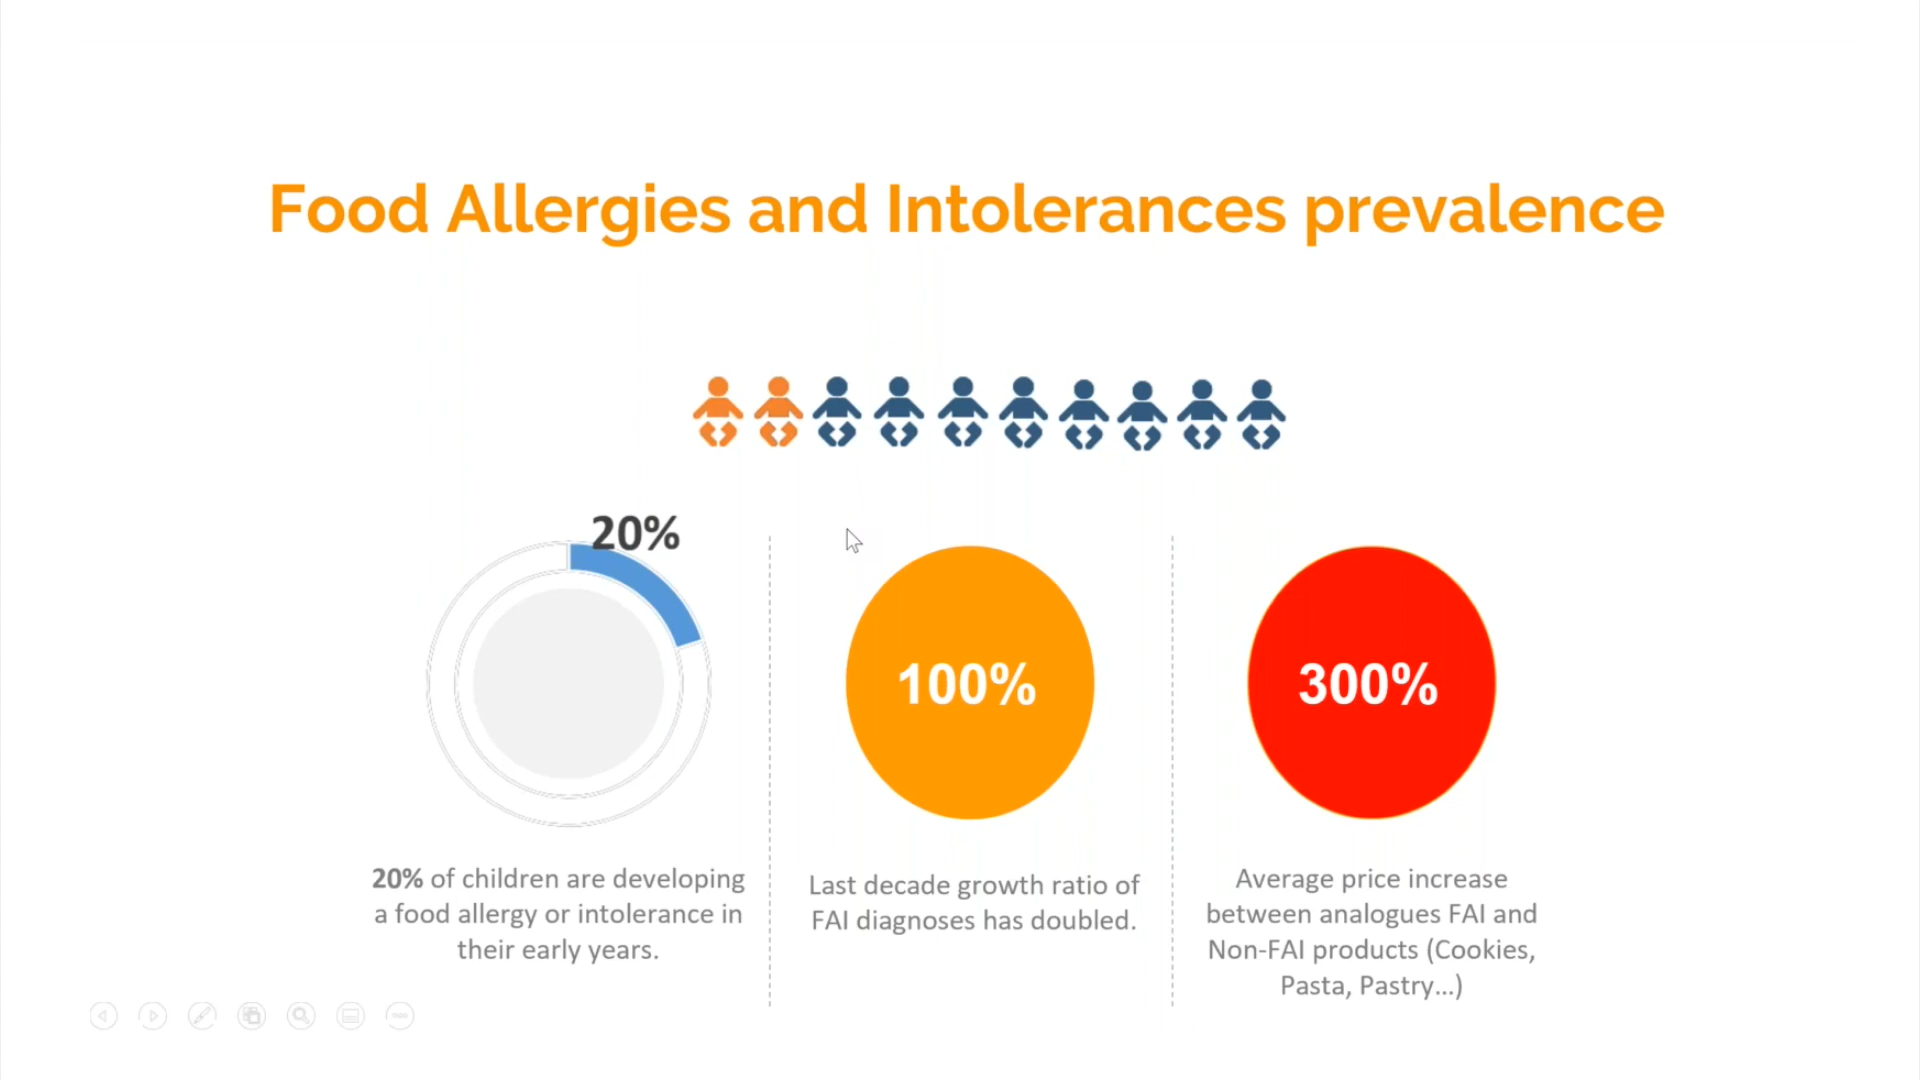 Food Allergies and Intolerances prevalence
20%
100%
300%
20% of children are developing
a food allergy or intolerance in
their early years.
Last decade growth ratio of
FAI diagnoses has doubled.
Average price increase
between analogues FAI and
Non-FAI products (Cookies,
Pasta, Pastry...)